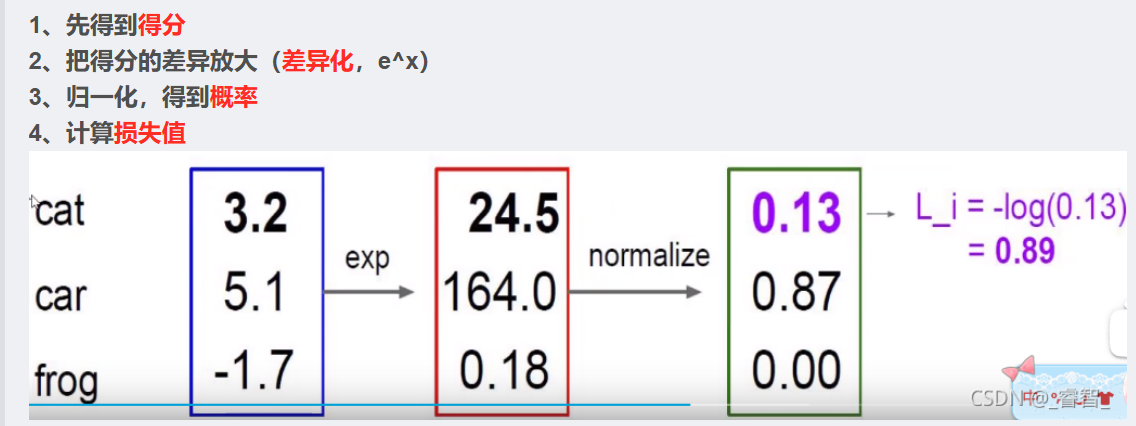 1、先得到得分
2、把得分的差异放大（差异化，e^x）
3、归一化，得到概率
4、计算损失值
cat 3.2 24.5 0.13 L_i = -log(0.13)
= 0.89
exp normalize
car 5.1 164.0 0.87
frog -1.7 0.18 0.00
CSDN @_睿智_